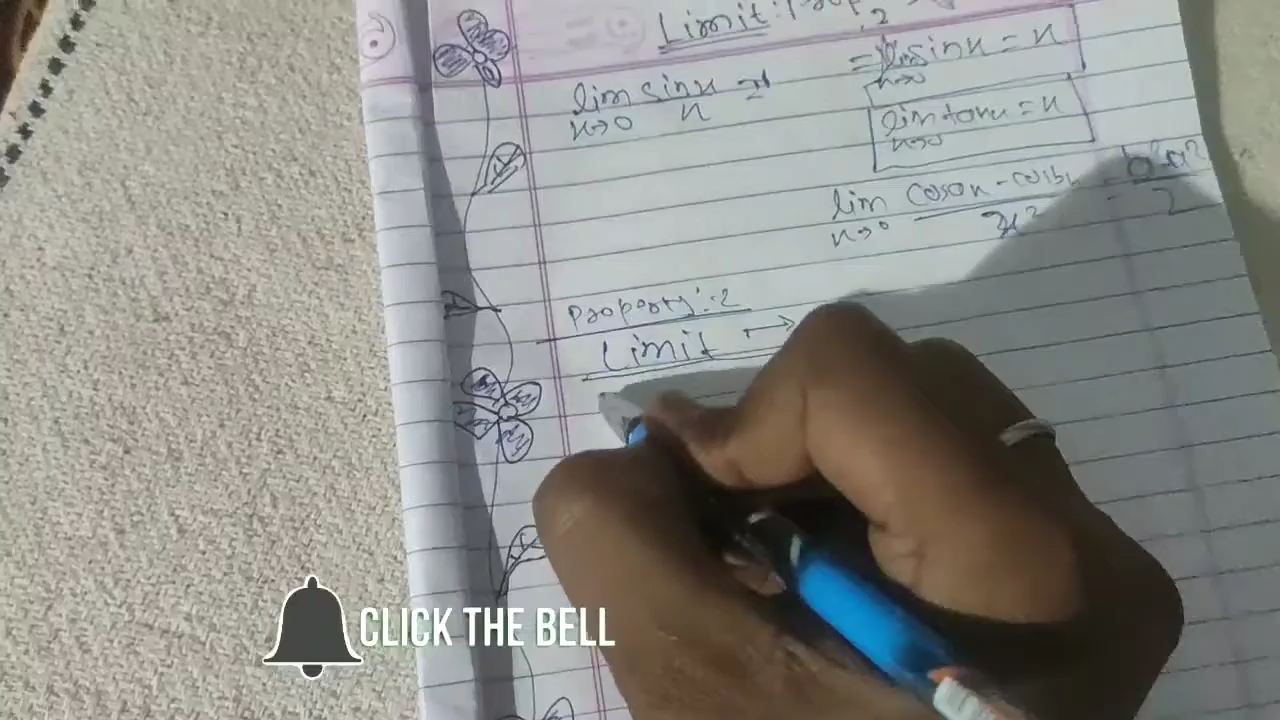 Limit:
lim sinx/x = 1
x→0
= lim sinx = x
x→0
lim tanx = x
x→0
lim cosax - cosbx / x² = b²-a² / 2
x→0
Property:-2
Limit →
CLICK THE BELL